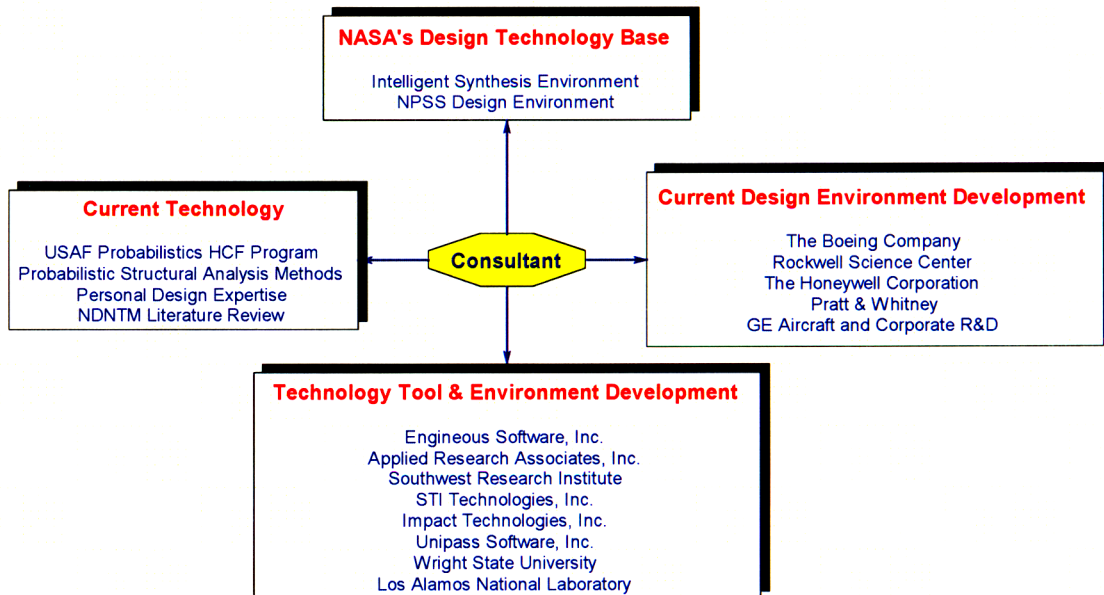 NASA's Design Technology Base
Intelligent Synthesis Environment
NPSS Design Environment
Current Technology
USAF Probabilistics HCF Program
Probabilistic Structural Analysis Methods
Personal Design Expertise
NDNTM Literature Review
Consultant
Current Design Environment Development
The Boeing Company
Rockwell Science Center
The Honeywell Corporation
Pratt & Whitney
GE Aircraft and Corporate R&D
Technology Tool & Environment Development
Engineous Software, Inc.
Applied Research Associates, Inc.
Southwest Research Institute
STI Technologies, Inc.
Impact Technologies, Inc.
Unipass Software, Inc.
Wright State University
Los Alamos National Laboratory